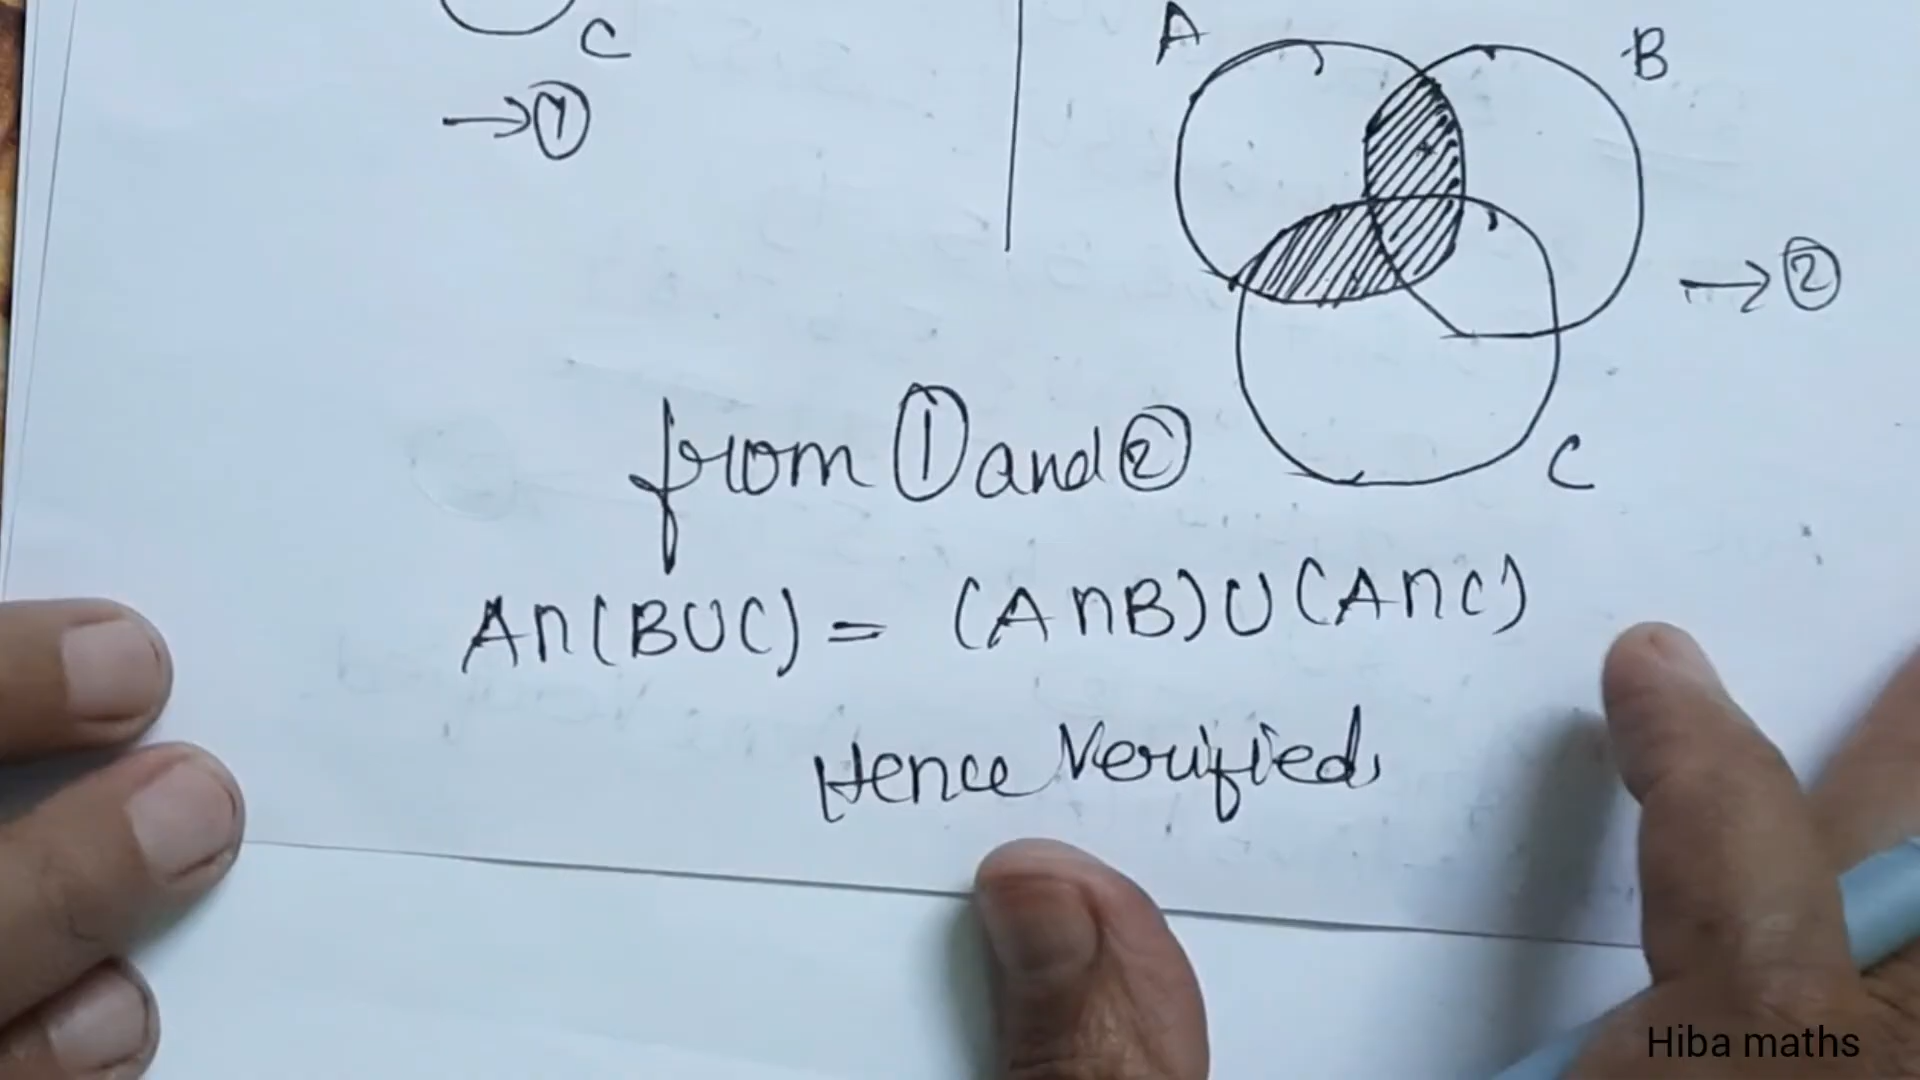 C
→①
A
B
→②
C
from ① and ②
A∩(B∪C) = (A∩B)∪(A∩C)
Hence Verified,
Hiba maths